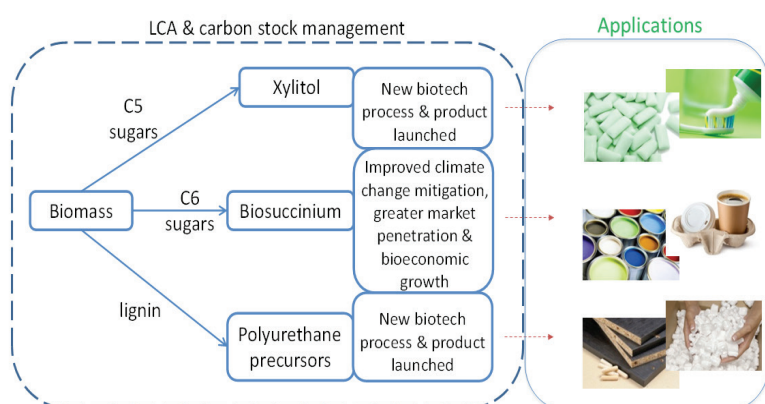 LCA & carbon stock management
Applications
C5
sugars
Xylitol
New biotech
process & product
launched
Biomass
C6
sugars
Biosuccinium
Improved climate
change mitigation,
greater market
penetration &
bioeconomic
growth
lignin
Polyurethane
precursors
New biotech
process & product
launched